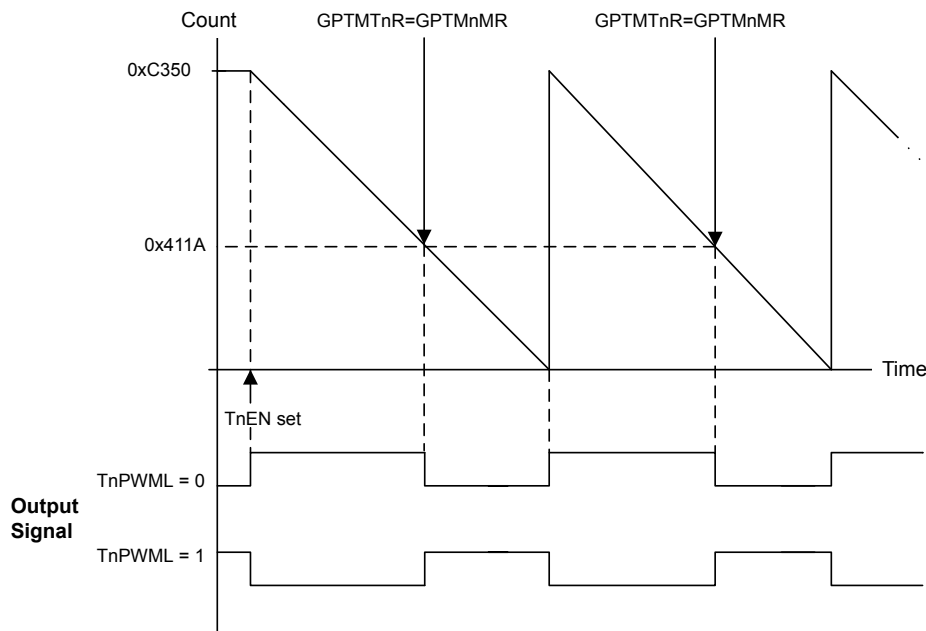 Count
GPTMTnR=GPTMnMR
GPTMTnR=GPTMnMR
0xC350
0x411A
Time
TnEN set
TnPWML = 0
Output
Signal
TnPWML = 1